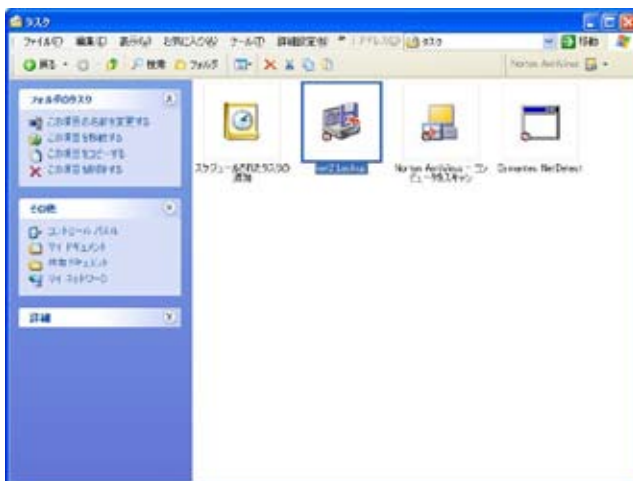 タスク
ファイル(F) 編集(E) 表示(V) お気に入り(A) ツール(T) 詳細設定(N) タスク 移動
戻る 検索 フォルダ Norton AntiVirus
フォルダのタスク
この項目の名前を変更する
この項目を移動する
この項目をコピーする
この項目を削除する
その他
コントロール パネル
マイ ドキュメント
共有ドキュメント
マイ ネットワーク
詳細
スケジュールされたタスクの
追加
Norton AntiVirus - コン
ピュータをスキャン
Symantec NetDetect